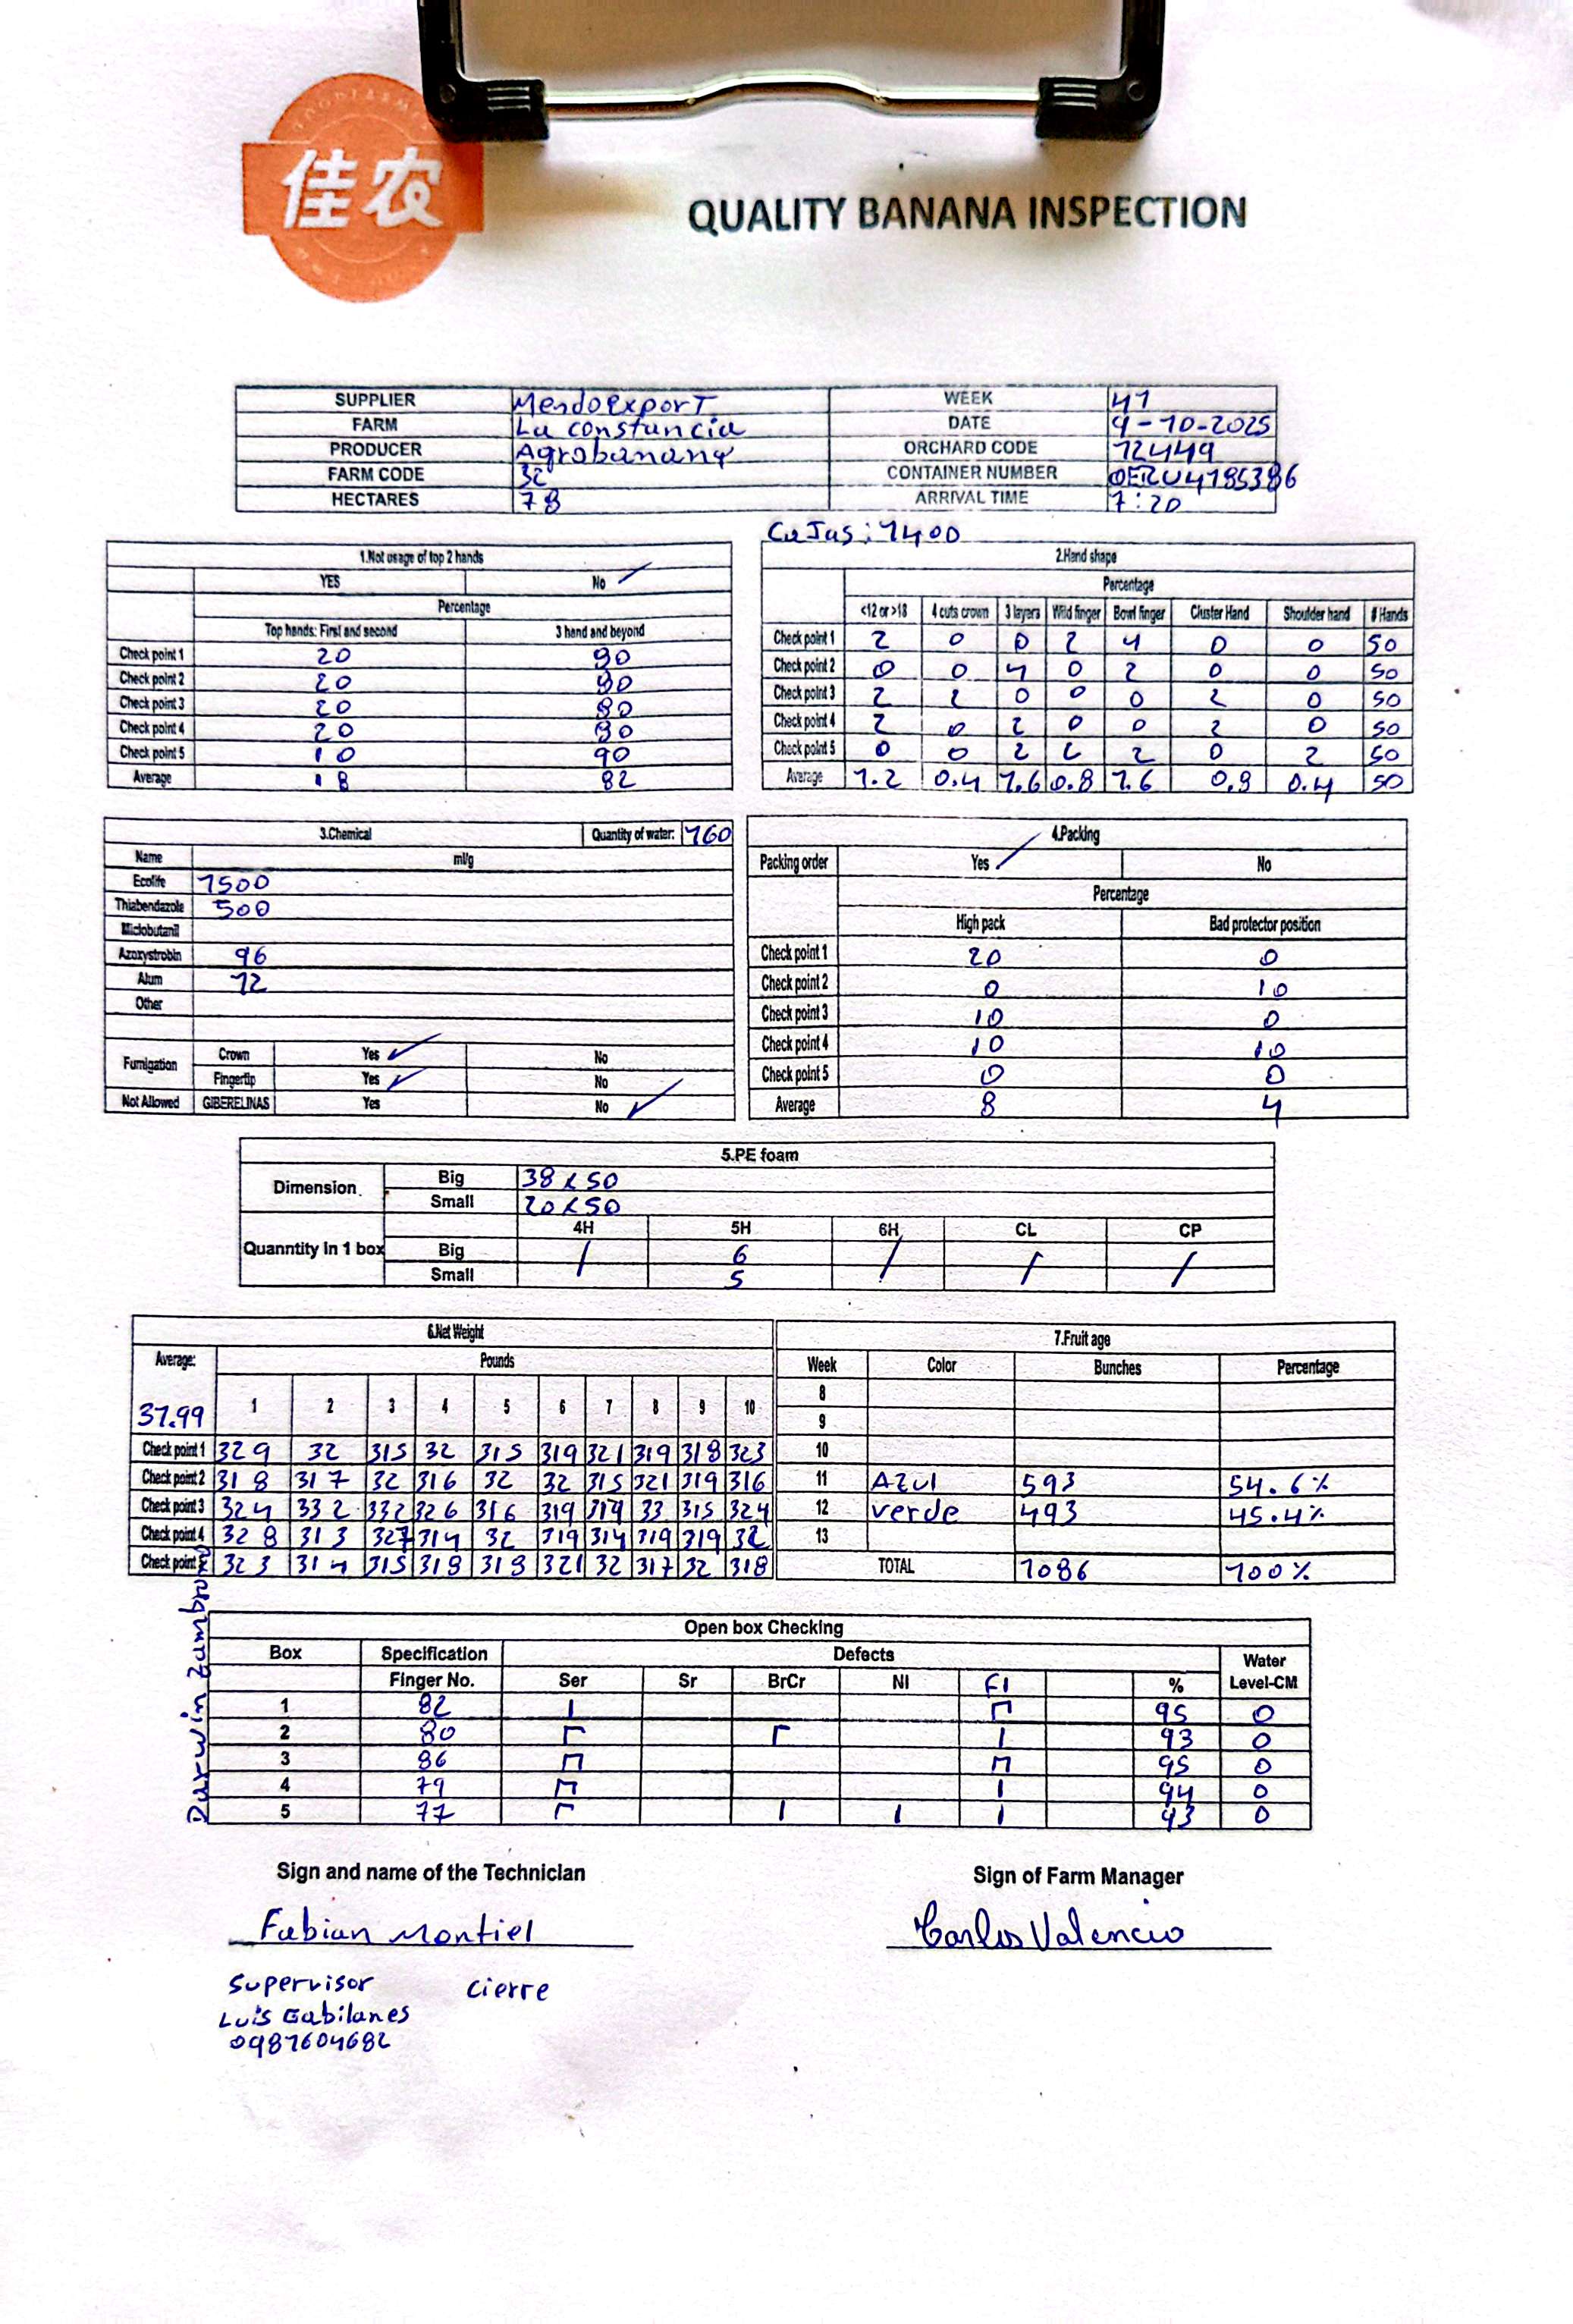 佳农
QUALITY BANANA INSPECTION
SUPPLIER MendoexporT WEEK 41
FARM La constancia DATE 9-10-2025
PRODUCER Agrobanana ORCHARD CODE 12449
FARM CODE 32 CONTAINER NUMBER OERU4185386
HECTARES 78 ARRIVAL TIME 7:20
CaJas: 1400
1.Not usage of top 2 hands
YES No ✓
Percentage
Top hands: First and second 3 hand and beyond
Check point 1 20 80
Check point 2 20 80
Check point 3 20 80
Check point 4 20 80
Check point 5 10 90
Average 18 82
2.Hand shape
Percentage
<12 or >18 4 cuts crown 3 layers Wild finger Bowl finger Cluster Hand Shoulder hand # Hands
Check point 1 2 0 0 2 4 0 0 50
Check point 2 0 0 4 0 2 0 0 50
Check point 3 2 2 0 0 0 2 0 50
Check point 4 2 0 2 0 0 2 0 50
Check point 5 0 0 2 2 2 0 2 50
Average 1.2 0.4 1.6 0.8 1.6 0.8 0.4 50
3.Chemical Quantity of water: 160
Name ml/g
Ecolife 1500
Thiabendazole 500
Miclobutanil
Azoxystrobin 96
Alum 12
Other
Fumigation Crown Yes ✓ No
Fingertip Yes ✓ No
Not Allowed GIBERELINAS Yes No ✓
4.Packing
Packing order Yes ✓ No
Percentage
High pack Bad protector position
Check point 1 20 0
Check point 2 0 10
Check point 3 10 0
Check point 4 10 10
Check point 5 0 0
Average 8 4
5.PE foam
Dimension. Big 38x50
Small 20x50
4H 5H 6H CL CP
Quanntity in 1 box Big / 6 / / /
Small 5
6.Net Weight
Average: Pounds
31.99 1 2 3 4 5 6 7 8 9 10
Check point 1 329 32 315 32 315 319 321 319 318 323
Check point 2 318 317 32 316 32 32 315 321 319 316
Check point 3 324 332 332 326 316 319 314 33 315 324
Check point 4 328 313 327 314 32 319 314 319 319 32
Check point 323 314 315 318 318 321 32 317 32 318
7.Fruit age
Week Color Bunches Percentage
8
9
10
11 AZul 593 54.6%
12 verde 493 45.4%
13
TOTAL 1086 100%
Darwin Zambrano
Open box Checking
Box Specification Defects Water
Finger No. Ser Sr BrCr NI FI % Level-CM
1 82 95 0
2 80 93 0
3 86 95 0
4 79 94 0
5 77 93 0
Sign and name of the Technician Sign of Farm Manager
Fabian Montiel Carlos Valencia
Supervisor cierre
Luis Gabilanes
0987604682